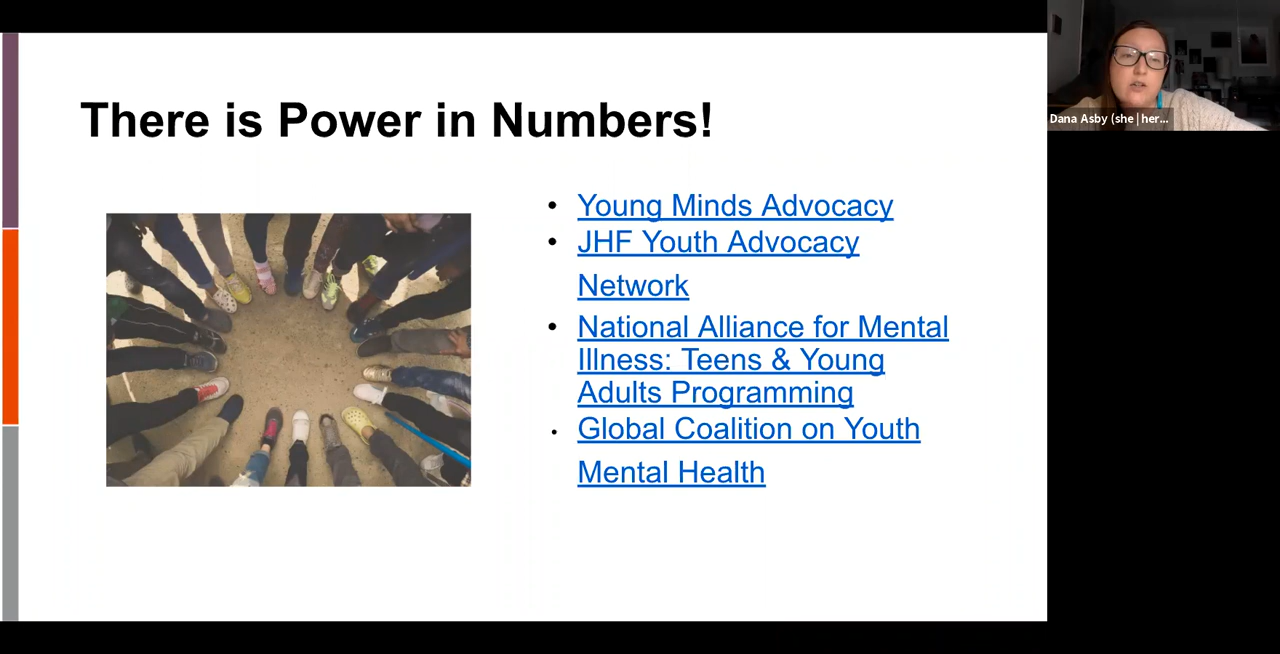 There is Power in Numbers!
• Young Minds Advocacy
• JHF Youth Advocacy
Network
• National Alliance for Mental
Illness: Teens & Young
Adults Programming
• Global Coalition on Youth
Mental Health
Dana Asby (she|her...